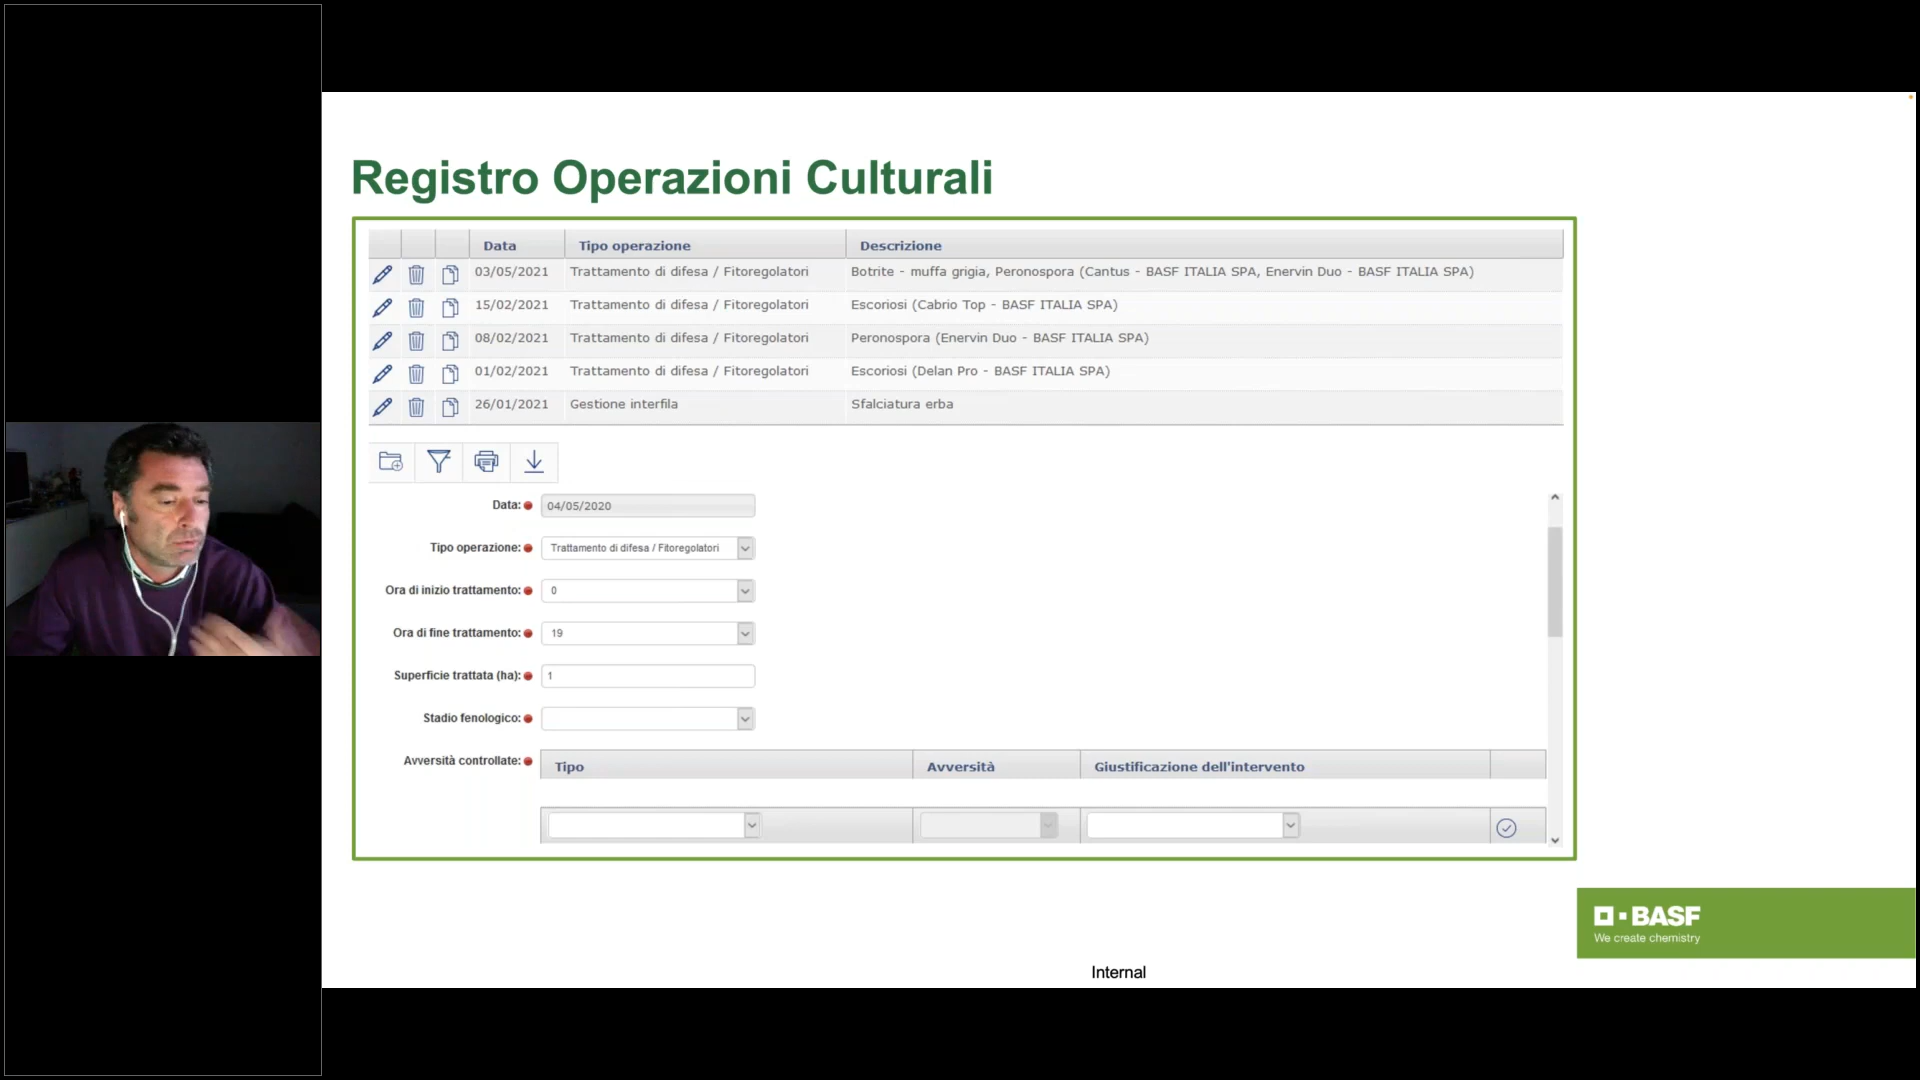 Registro Operazioni Culturali
Data Tipo operazione Descrizione
03/05/2021 Trattamento di difesa / Fitoregolatori Botrite - muffa grigia, Peronospora (Cantus - BASF ITALIA SPA, Enervin Duo - BASF ITALIA SPA)
15/02/2021 Trattamento di difesa / Fitoregolatori Escoriosi (Cabrio Top - BASF ITALIA SPA)
08/02/2021 Trattamento di difesa / Fitoregolatori Peronospora (Enervin Duo - BASF ITALIA SPA)
01/02/2021 Trattamento di difesa / Fitoregolatori Escoriosi (Delan Pro - BASF ITALIA SPA)
26/01/2021 Gestione interfila Sfalciatura erba
Data: 04/05/2020
Tipo operazione: Trattamento di difesa / Fitoregolatori
Ora di inizio trattamento: 0
Ora di fine trattamento: 19
Superficie trattata (ha): 1
Stadio fenologico:
Avversità controllate: Tipo Avversità Giustificazione dell'intervento
BASF
We create chemistry
Internal